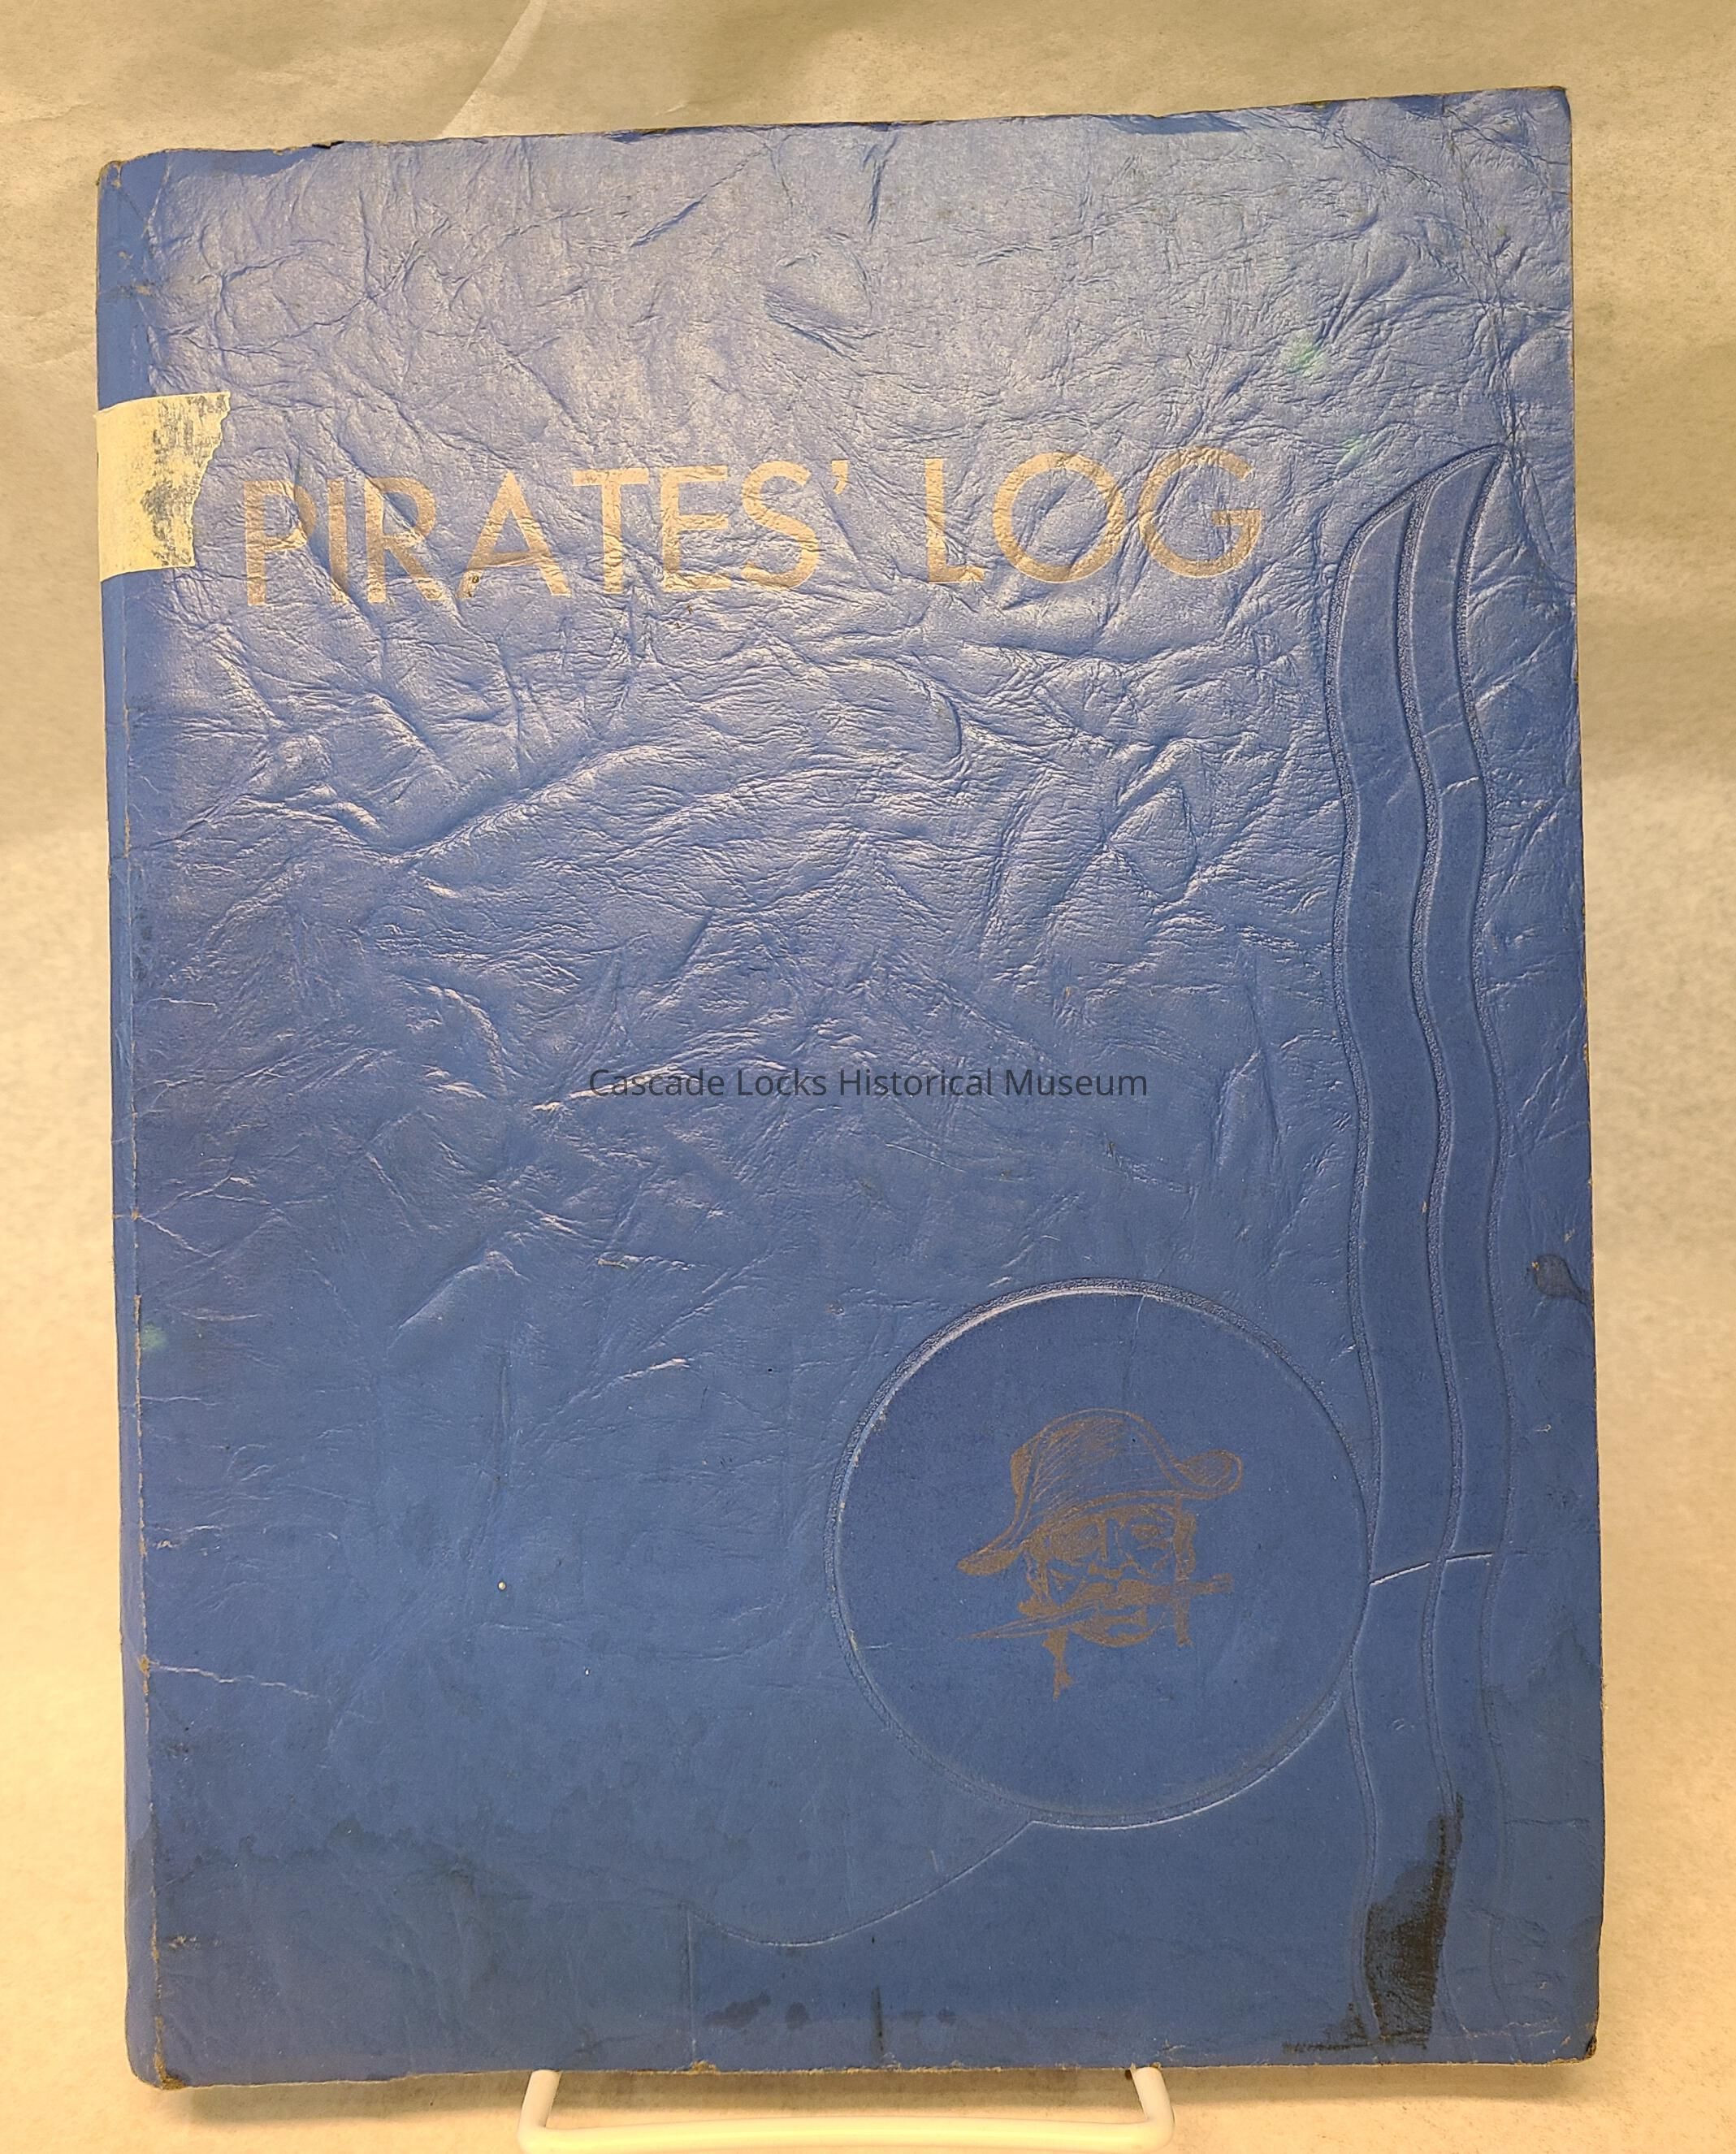 PIRATES' LOG
Cascade Locks Historical Museum